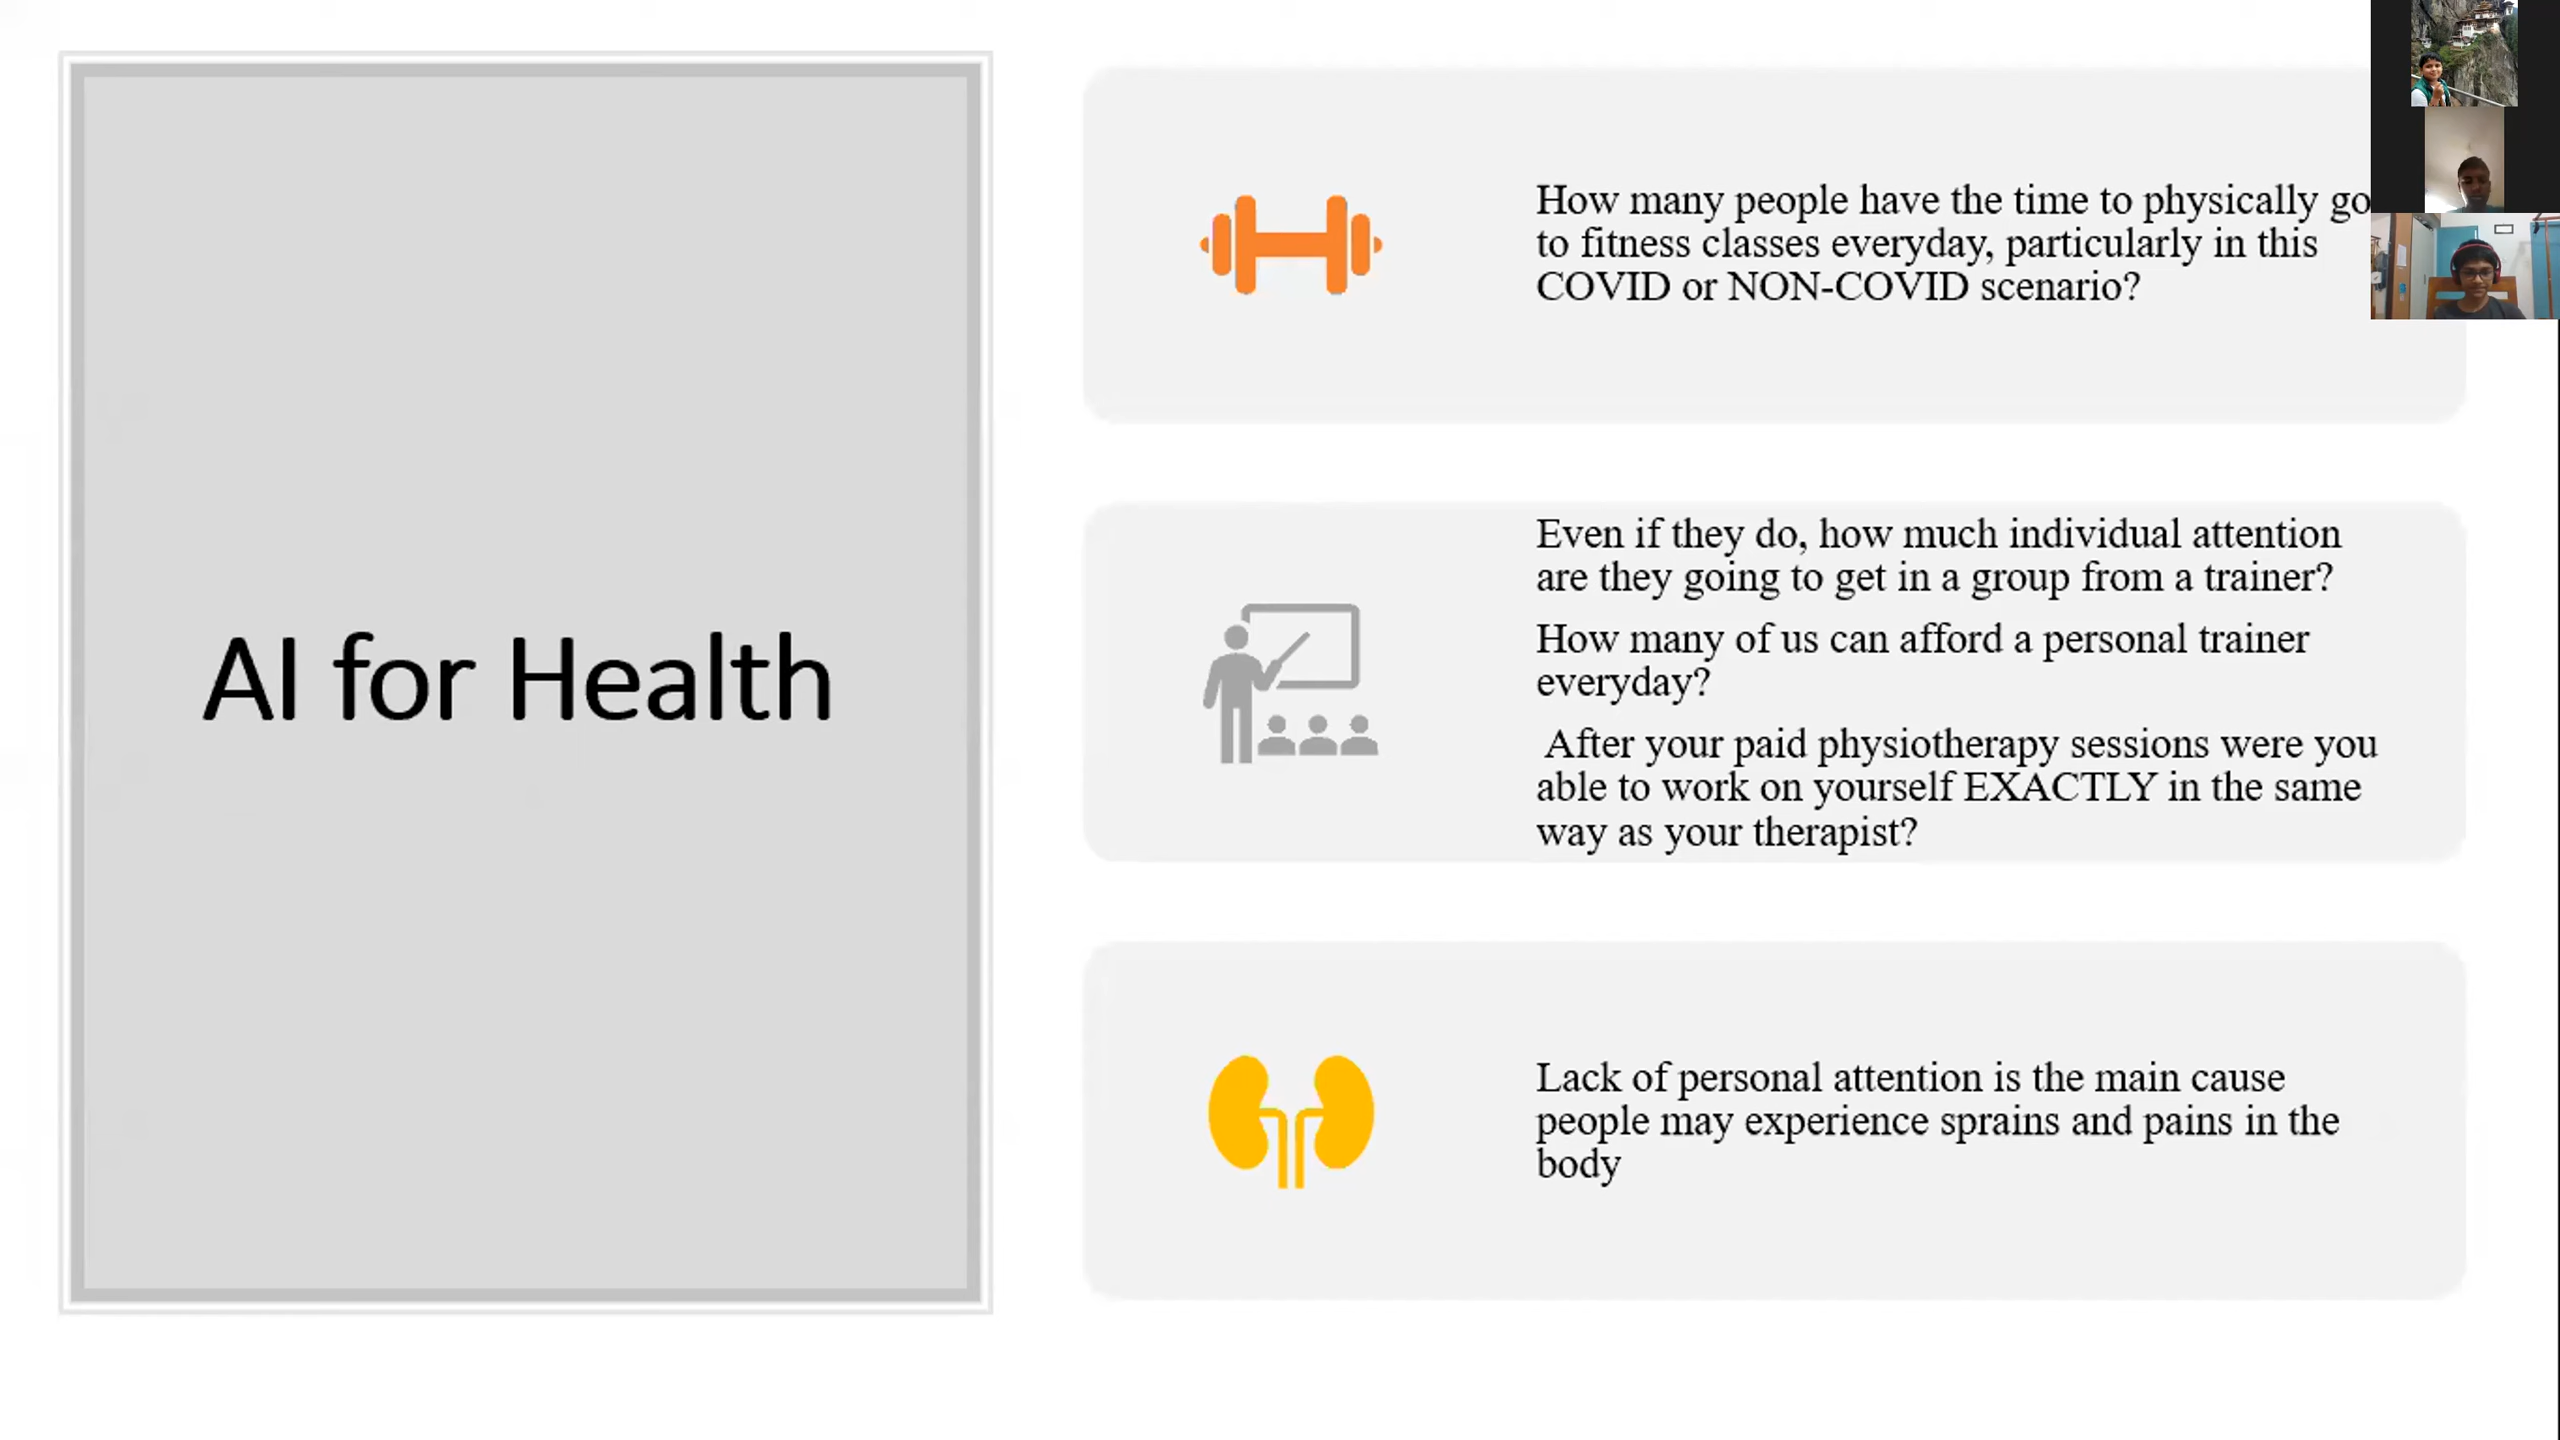 AI for Health
How many people have the time to physically go
to fitness classes everyday, particularly in this
COVID or NON-COVID scenario?
Even if they do, how much individual attention
are they going to get in a group from a trainer?
How many of us can afford a personal trainer
everyday?
After your paid physiotherapy sessions were you
able to work on yourself EXACTLY in the same
way as your therapist?
Lack of personal attention is the main cause
people may experience sprains and pains in the
body